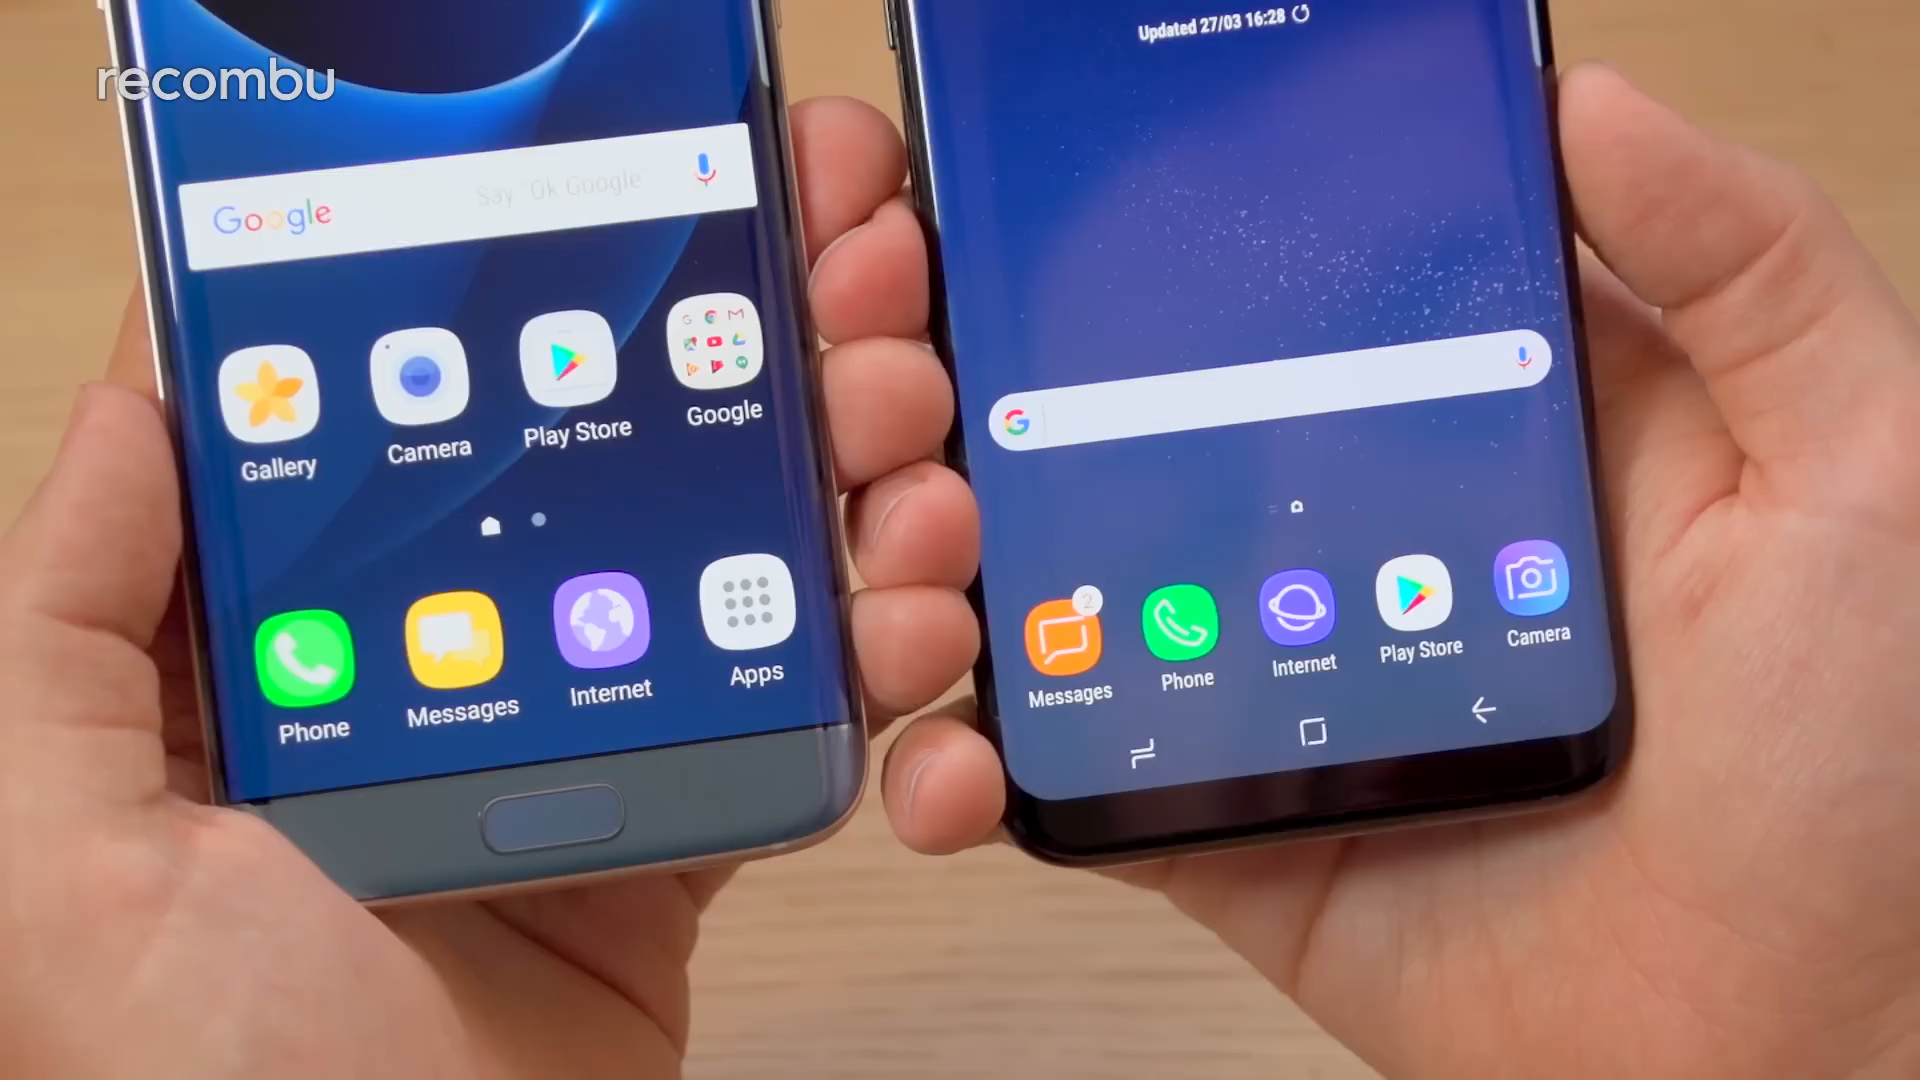 recombu
Google Say "Ok Google"
Gallery
Camera
Play Store
Google
Phone
Messages
Internet
Apps
Updated 27/03 16:28
G
2
Messages
Phone
Internet
Play Store
Camera